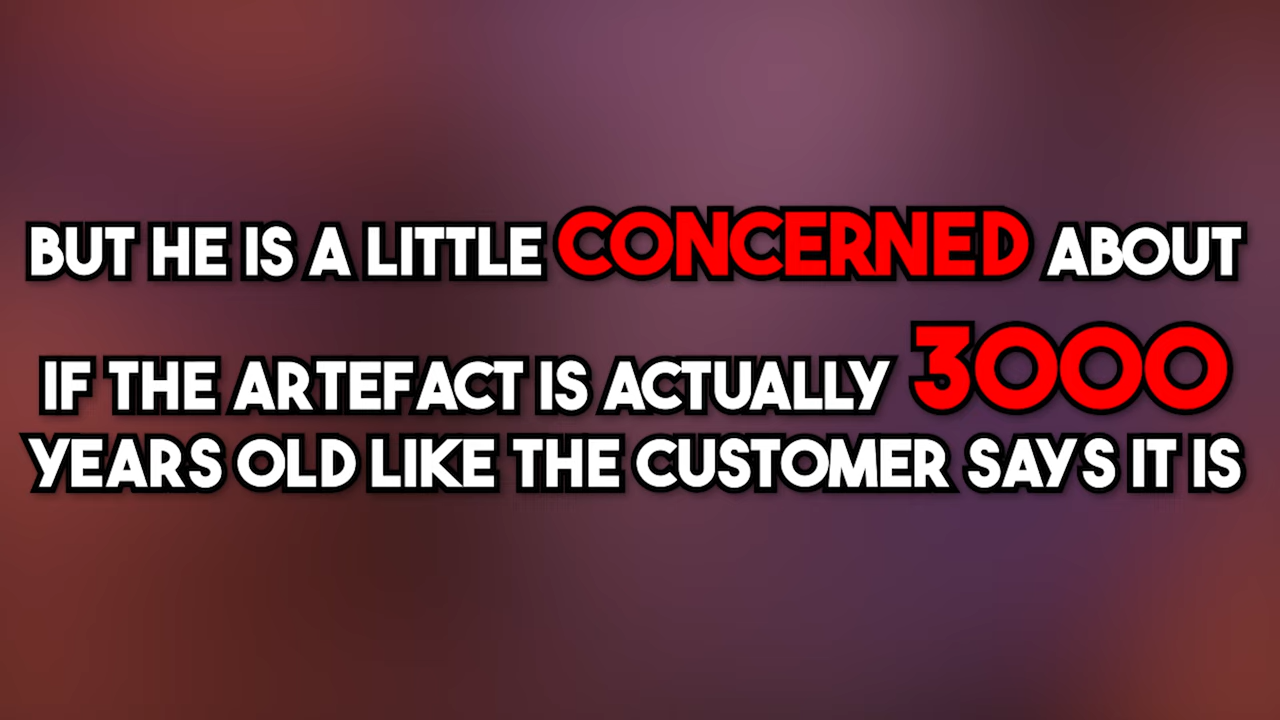 BUT HE IS A LITTLE CONCERNED ABOUT
IF THE ARTEFACT IS ACTUALLY 3000
YEARS OLD LIKE THE CUSTOMER SAYS IT IS